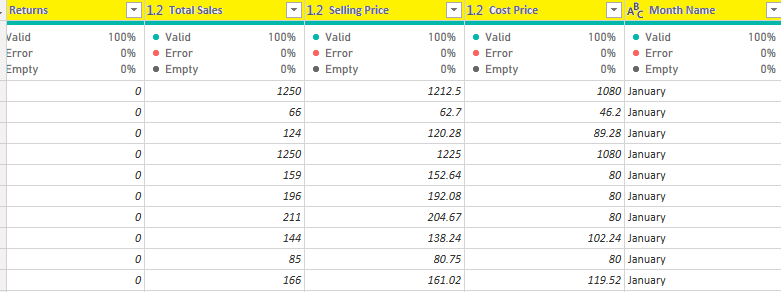 Returns 1.2 Total Sales 1.2 Selling Price 1.2 Cost Price ABC Month Name
Valid 100% Valid 100% Valid 100% Valid 100% Valid 100%
Error 0% Error 0% Error 0% Error 0% Error 0%
Empty 0% Empty 0% Empty 0% Empty 0% Empty 0%
0 1250 1212.5 1080 January
0 66 62.7 46.2 January
0 124 120.28 89.28 January
0 1250 1225 1080 January
0 159 152.64 80 January
0 196 192.08 80 January
0 211 204.67 80 January
0 144 138.24 102.24 January
0 85 80.75 80 January
0 166 161.02 119.52 January